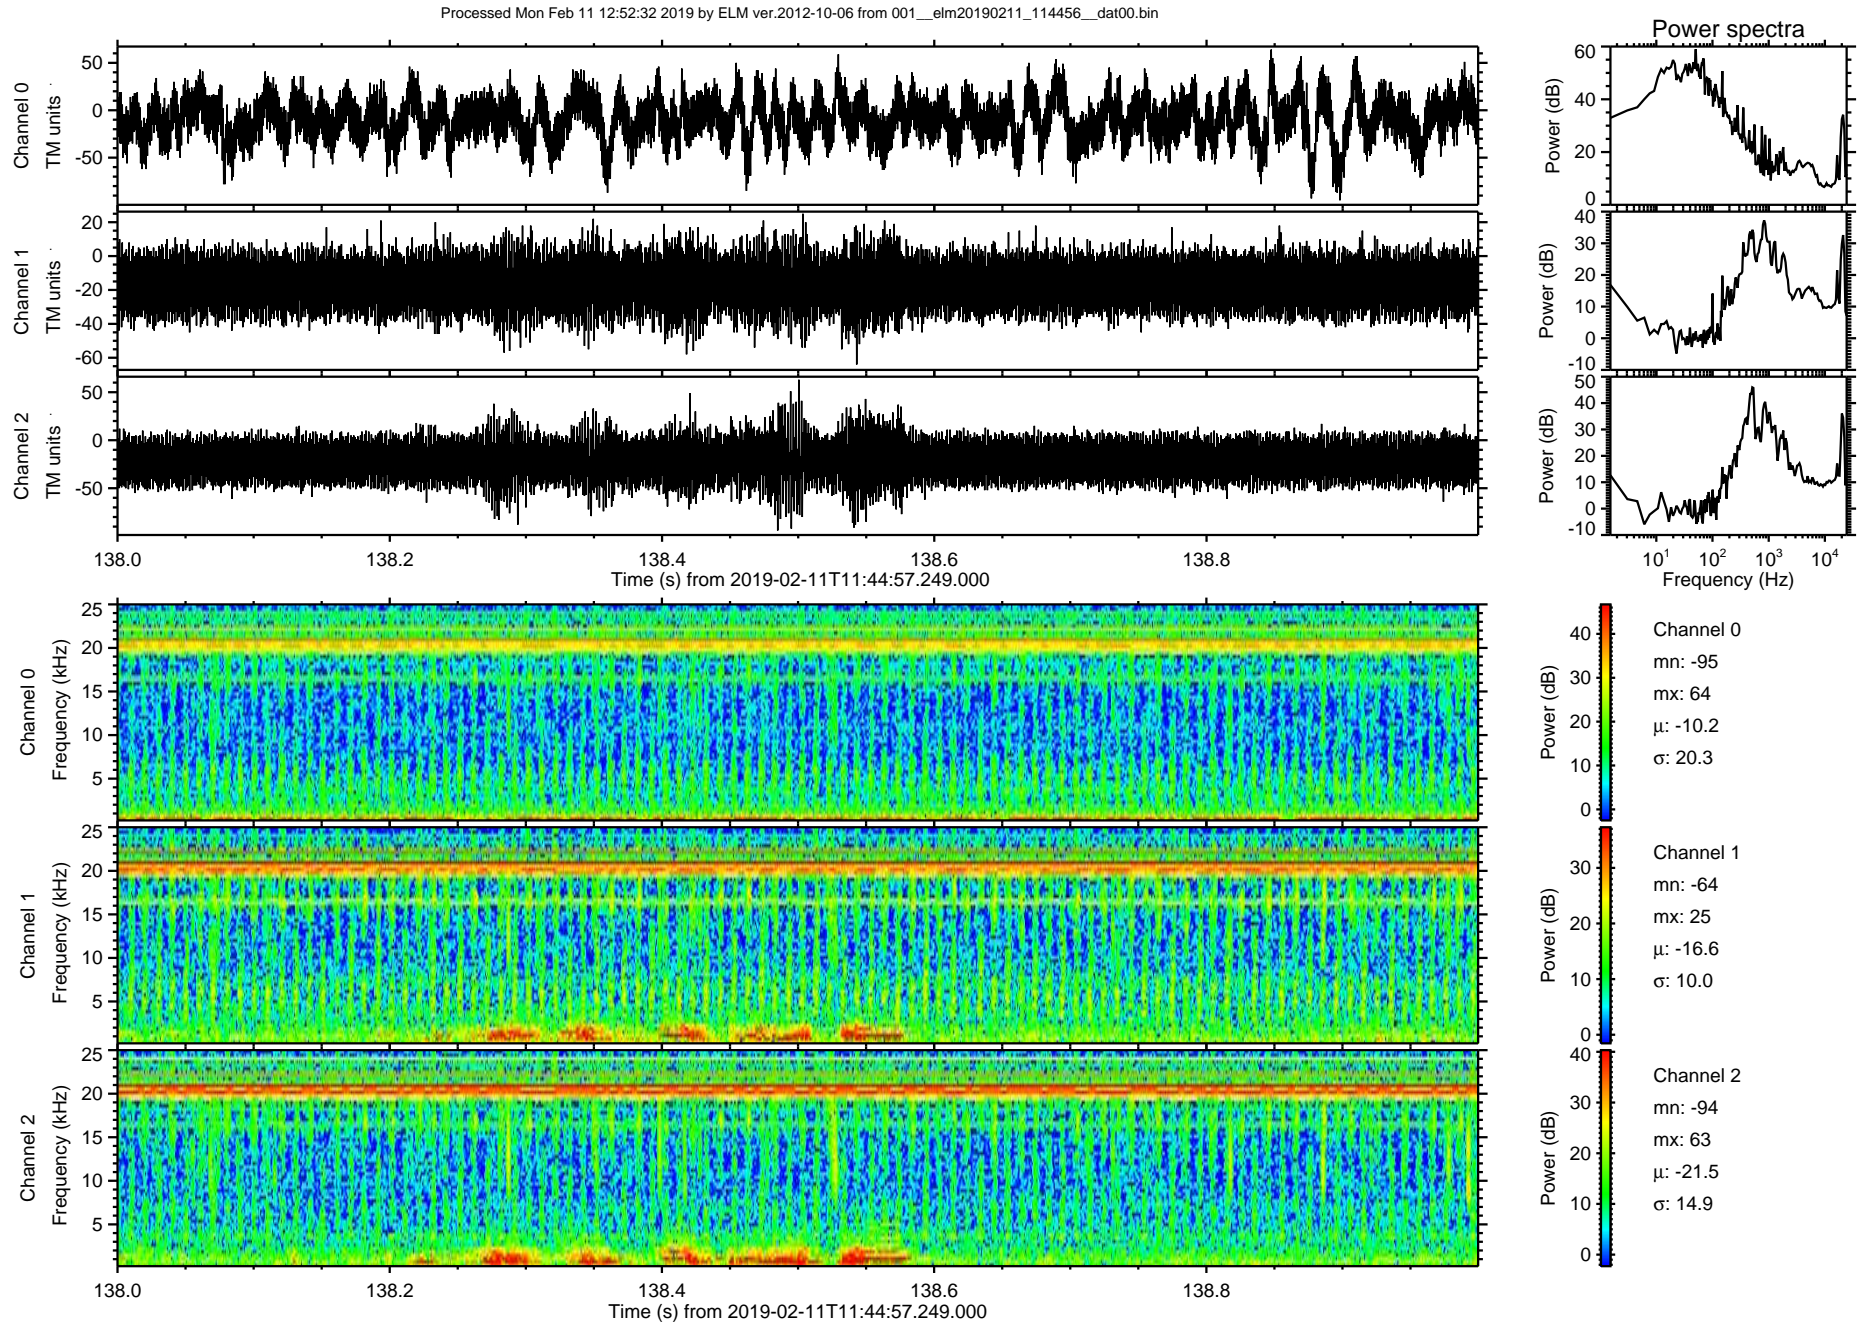 Processed Mon Feb 11 12:52:32 2019 by ELM ver.2012-10-06 from 001__elm20190211_114456__dat00.bin
Power spectra
Channel 0
TM units
50
0
-50
Power (dB)
60
40
20
0
Channel 1
TM units
20
0
-20
-40
-60
Power (dB)
40
30
20
10
0
-10
Channel 2
TM units
50
0
-50
Power (dB)
50
40
30
20
10
0
-10
138.0 138.2 138.4 138.6 138.8
Time (s) from 2019-02-11T11:44:57.249.000
10¹ 10² 10³ 10⁴
Frequency (Hz)
Channel 0
Frequency (kHz)
25
20
15
10
5
Power (dB)
40
30
20
10
0
Channel 0
mn: -95
mx: 64
μ: -10.2
σ: 20.3
Channel 1
Frequency (kHz)
25
20
15
10
5
Power (dB)
30
20
10
0
Channel 1
mn: -64
mx: 25
μ: -16.6
σ: 10.0
Channel 2
Frequency (kHz)
25
20
15
10
5
Power (dB)
40
30
20
10
0
Channel 2
mn: -94
mx: 63
μ: -21.5
σ: 14.9
138.0 138.2 138.4 138.6 138.8
Time (s) from 2019-02-11T11:44:57.249.000